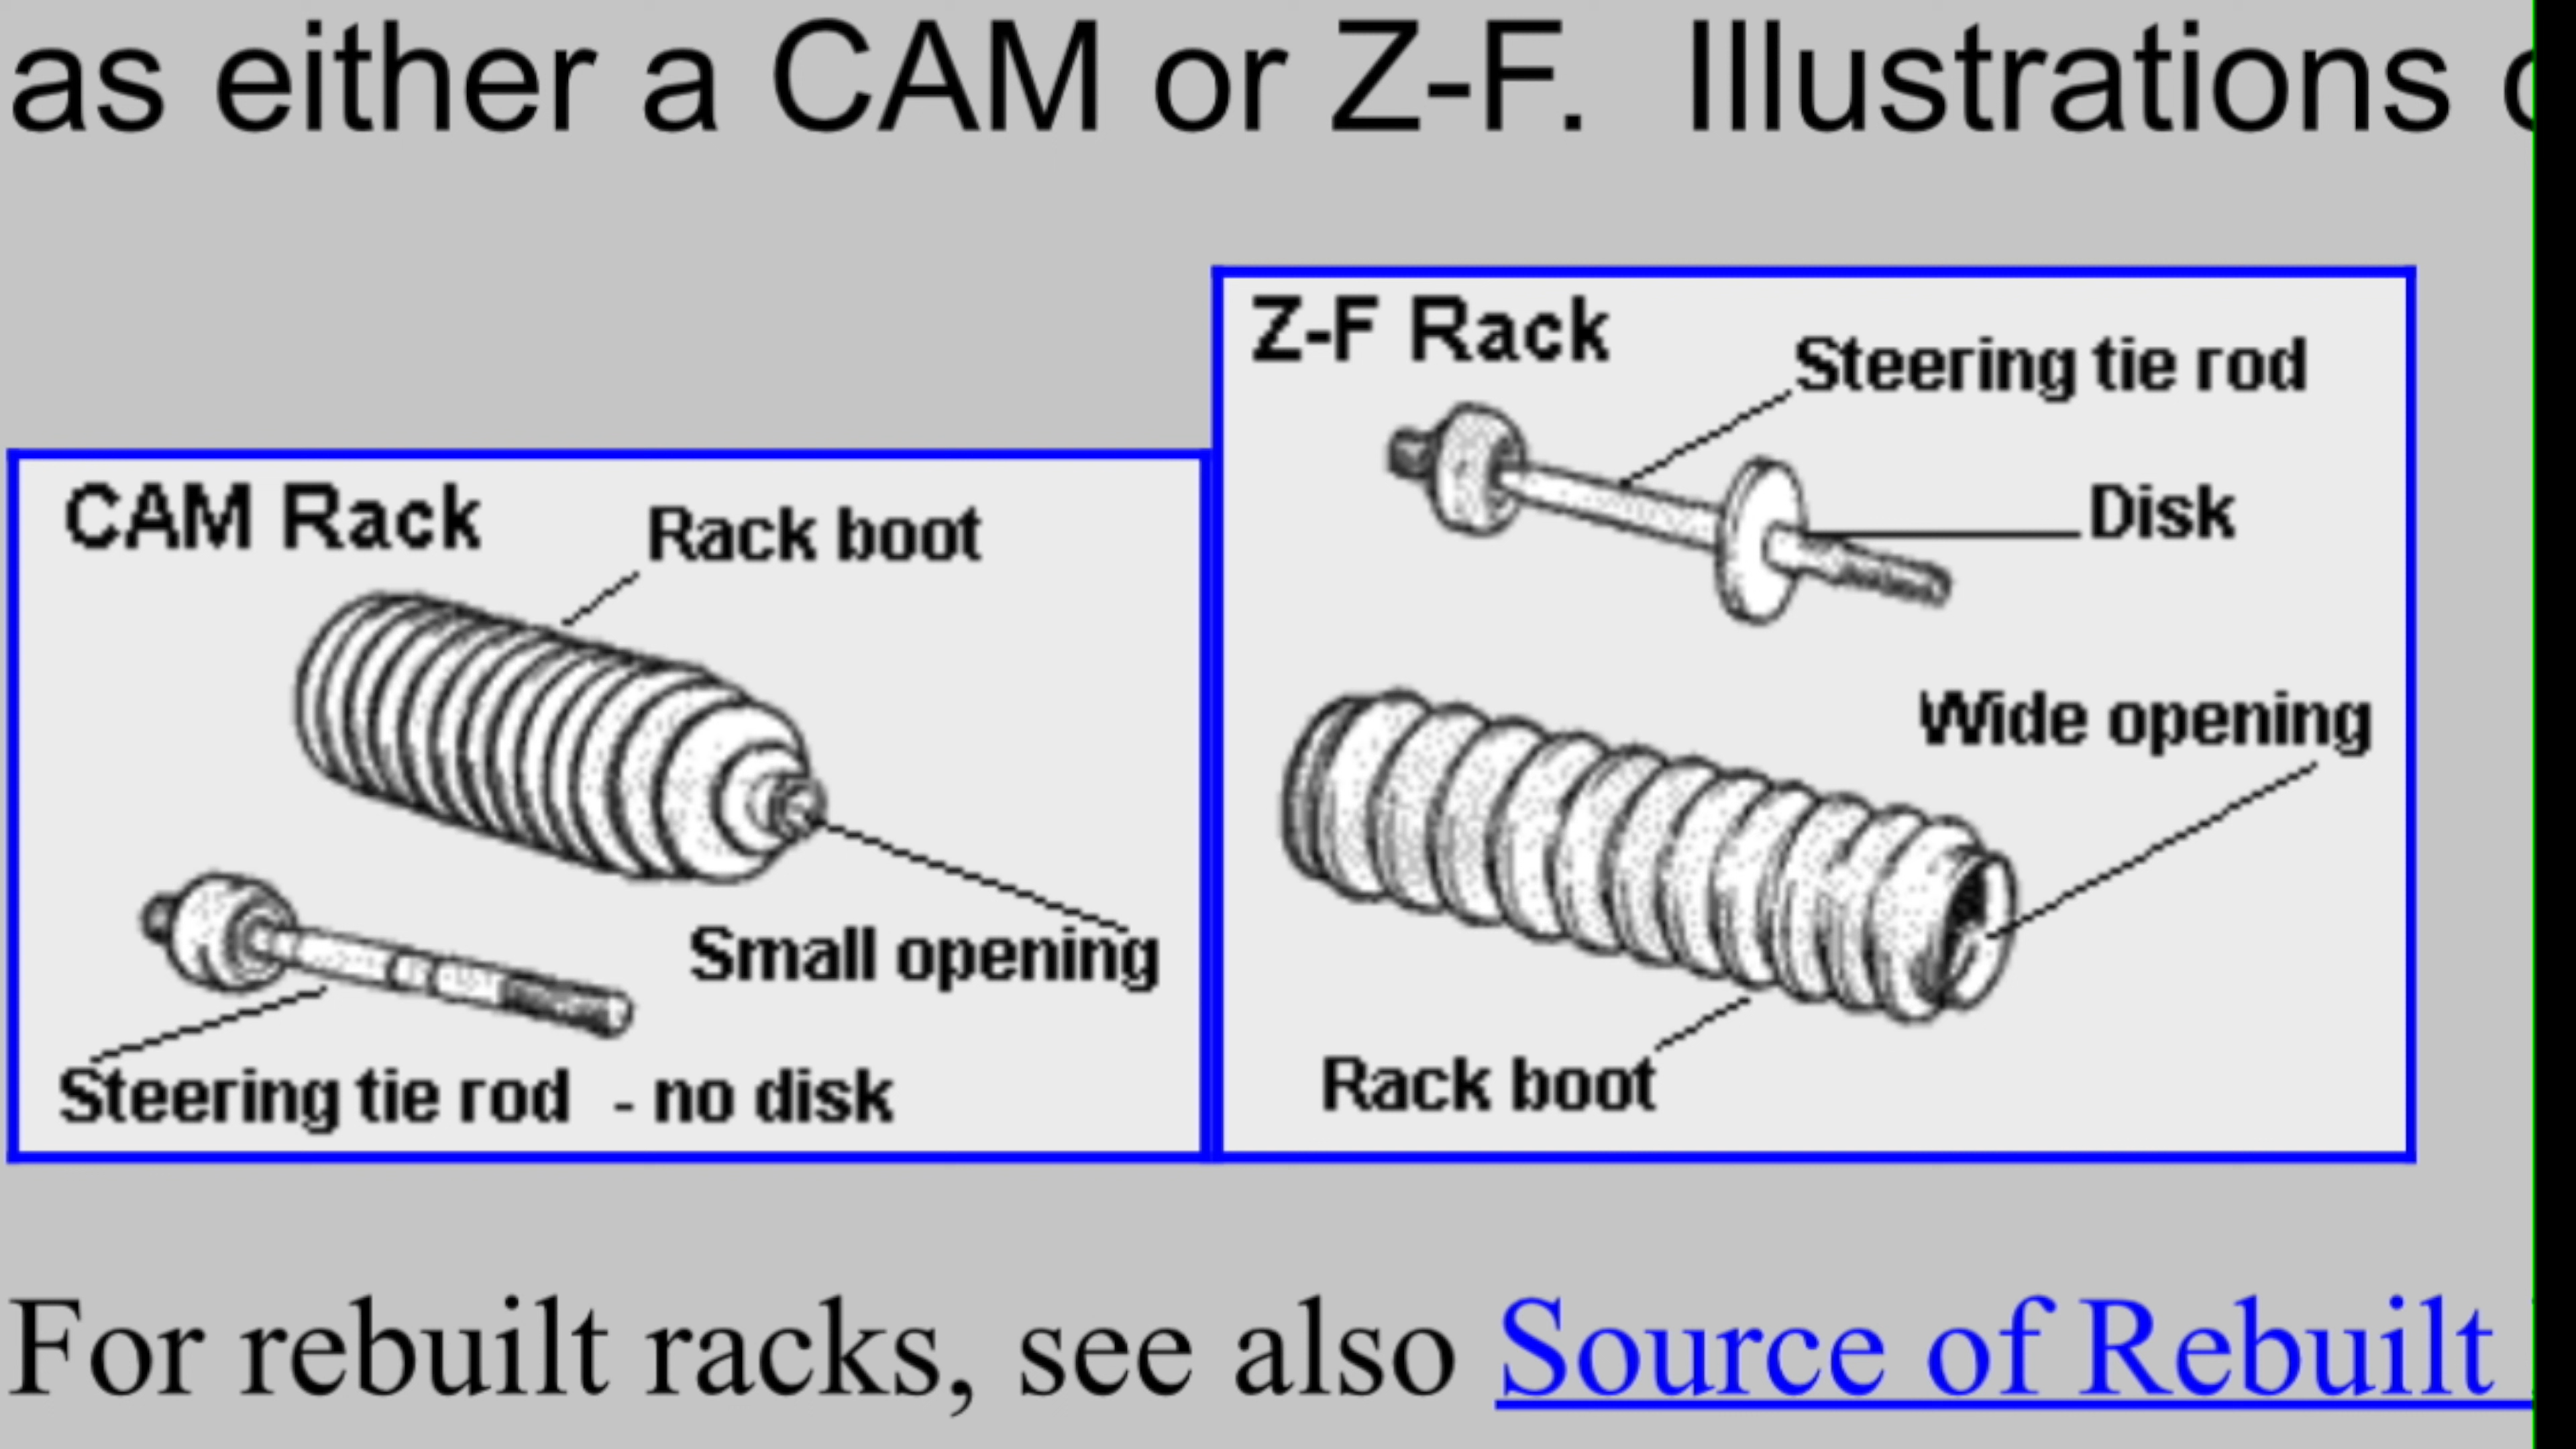 as either a CAM or Z-F. Illustrations
CAM Rack
Rack boot
Small opening
Steering tie rod - no disk
Z-F Rack
Steering tie rod
Disk
Wide opening
Rack boot
For rebuilt racks, see also Source of Rebuilt